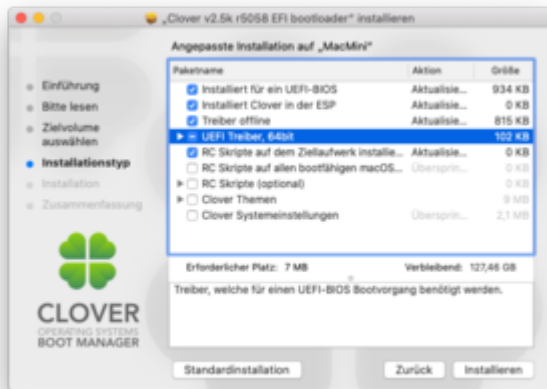 „Clover v2.5k r5058 EFI bootloader“ installieren
Angepasste Installation auf „MacMini“
Einführung
Bitte lesen
Zielvolume
auswählen
Installationstyp
Installation
Zusammenfassung
Paketname Aktion Größe
Installiert für ein UEFI-BIOS Aktualisie... 934 KB
Installiert Clover in der ESP Aktualisie... 0 KB
Treiber offline Aktualisie... 815 KB
UEFI Treiber, 64bit 102 KB
RC Skripte auf dem Ziellaufwerk installie... Aktualisie... 0 KB
RC Skripte auf allen bootfähigen macOS... Übersprin... 0 KB
RC Skripte (optional) 0 KB
Clover Themen 9 MB
Clover Systemeinstellungen Übersprin... 2,1 MB
Erforderlicher Platz: 7 MB Verbleibend: 127,46 GB
Treiber, welche für einen UEFI-BIOS Bootvorgang benötigt werden.
CLOVER
OPERATING SYSTEMS
BOOT MANAGER
Standardinstallation Zurück Installieren